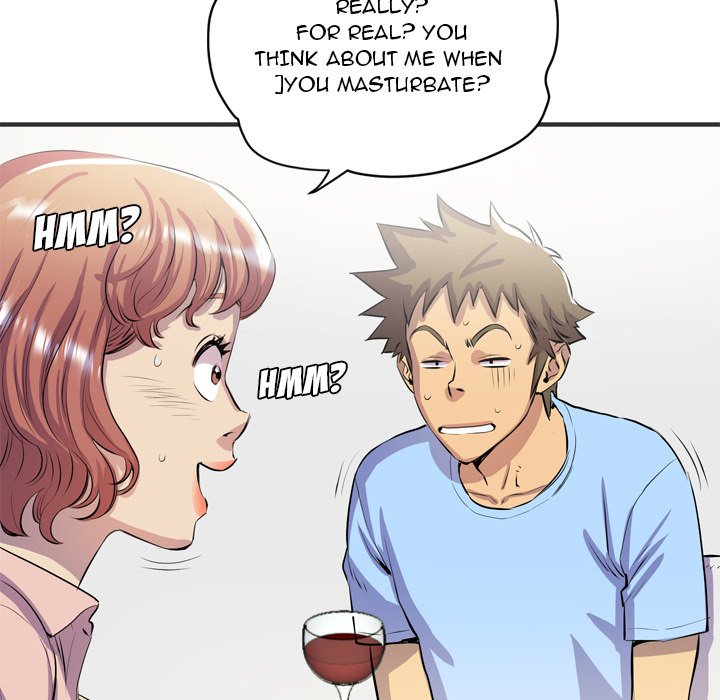 REALLY?
FOR REAL? YOU
THINK ABOUT ME WHEN
]YOU MASTURBATE?
HMM?
HMM?